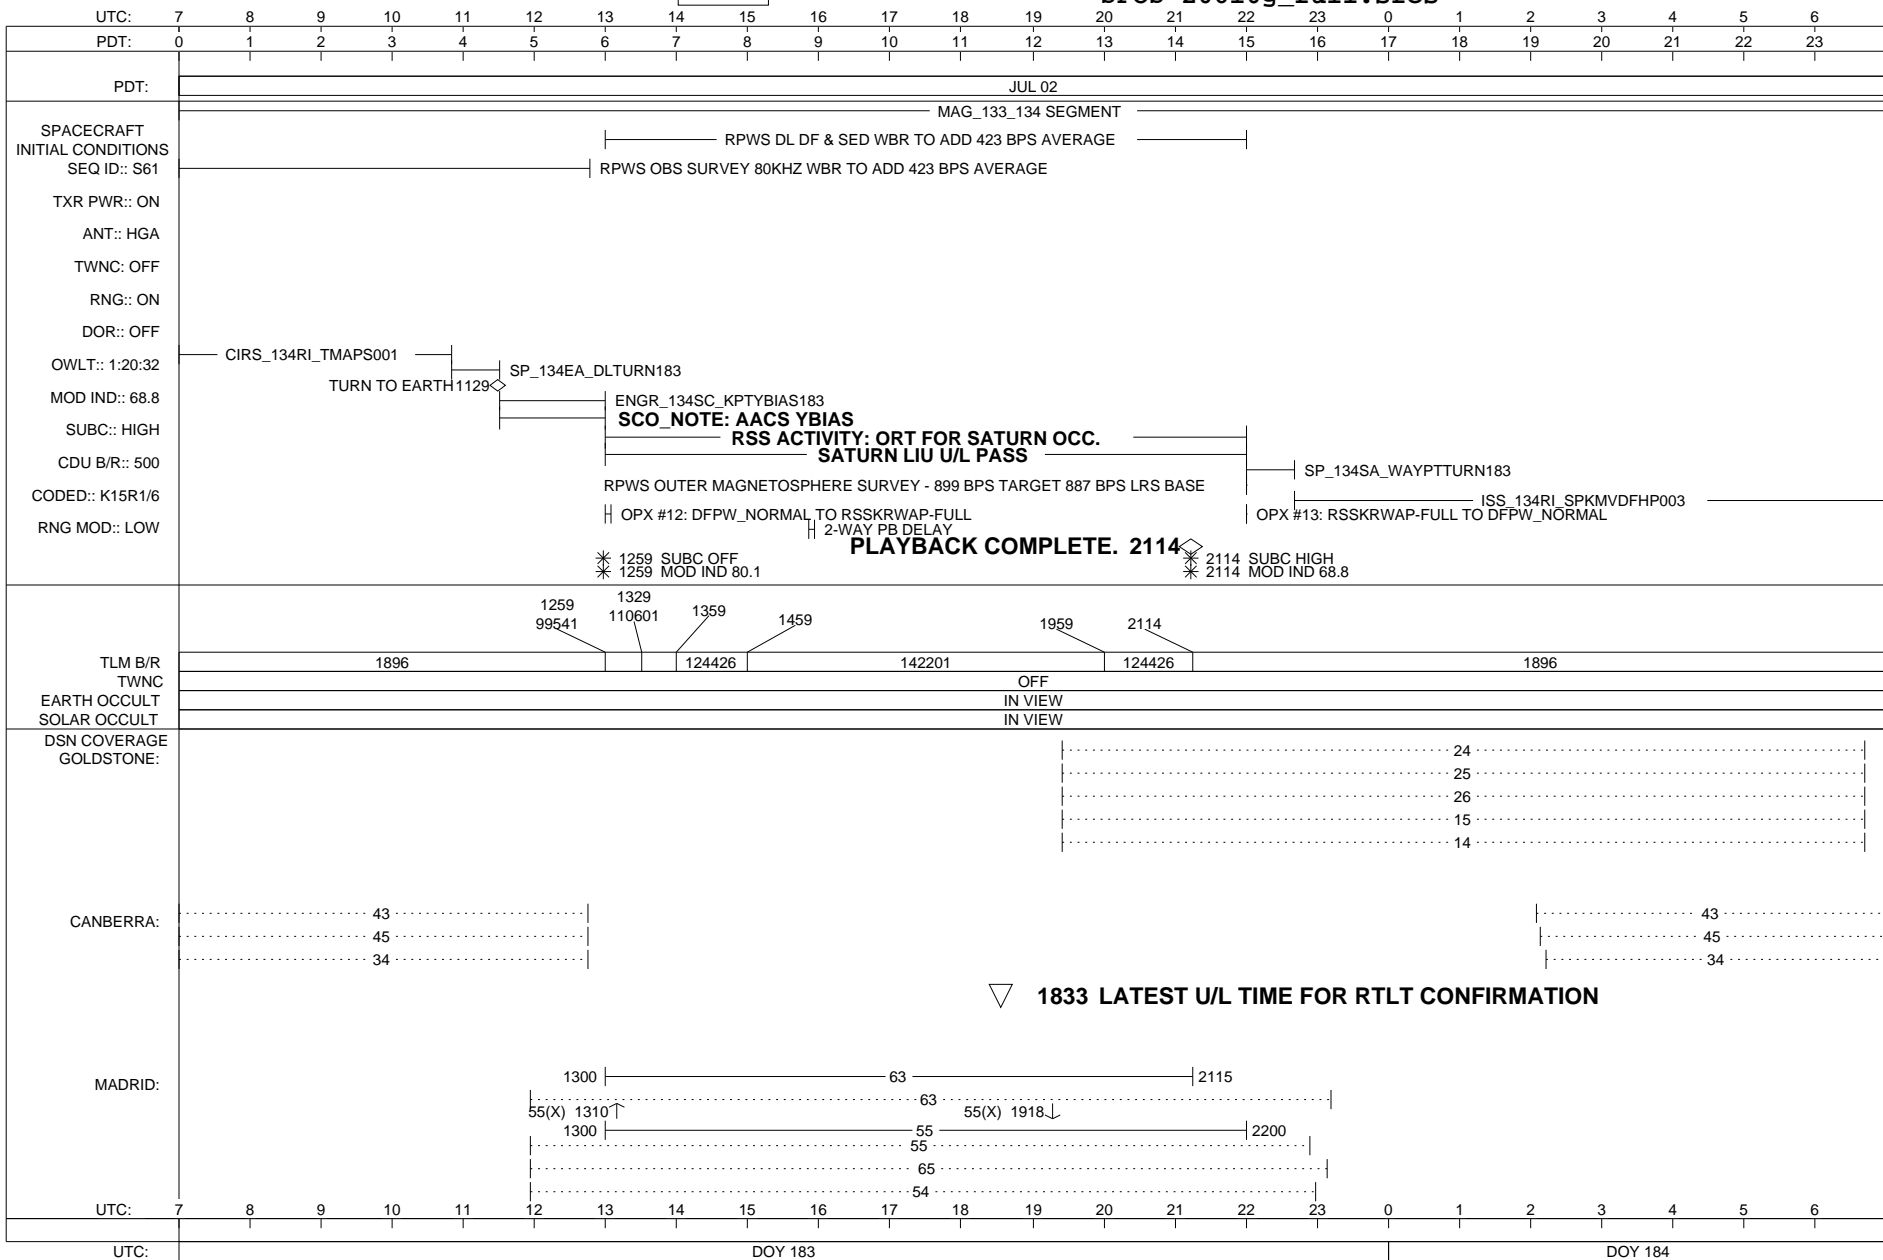 UTC: 7 8 9 10 11 12 13 14 15 16 17 18 19 20 21 22 23 0 1 2 3 4 5 6
PDT: 0 1 2 3 4 5 6 7 8 9 10 11 12 13 14 15 16 17 18 19 20 21 22 23
PDT: JUL 02
MAG_133_134 SEGMENT
SPACECRAFT
INITIAL CONDITIONS
RPWS DL DF & SED WBR TO ADD 423 BPS AVERAGE
SEQ ID:: S61
RPWS OBS SURVEY 80KHZ WBR TO ADD 423 BPS AVERAGE
TXR PWR:: ON
ANT:: HGA
TWNC: OFF
RNG:: ON
DOR:: OFF
CIRS_134RI_TMAPS001
OWLT:: 1:20:32
SP_134EA_DLTURN183
TURN TO EARTH 1129
MOD IND:: 68.8
ENGR_134SC_KPTYBIAS183
SCO_NOTE: AACS YBIAS
SUBC:: HIGH
RSS ACTIVITY: ORT FOR SATURN OCC.
SATURN LIU U/L PASS
CDU B/R:: 500
SP_134SA_WAYPTTURN183
RPWS OUTER MAGNETOSPHERE SURVEY - 899 BPS TARGET 887 BPS LRS BASE
CODED:: K15R1/6
ISS_134RI_SPKMVDFHP003
OPX #12: DFPW_NORMAL TO RSSKRWAP-FULL
OPX #13: RSSKRWAP-FULL TO DFPW_NORMAL
RNG MOD:: LOW
2-WAY PB DELAY
PLAYBACK COMPLETE. 2114
1259 SUBC OFF
2114 SUBC HIGH
1259 MOD IND 80.1
2114 MOD IND 68.8
1259
99541
1329
110601
1359
1459
1959
2114
TLM B/R 1896 124426 142201 124426 1896
TWNC OFF
EARTH OCCULT IN VIEW
SOLAR OCCULT IN VIEW
DSN COVERAGE
GOLDSTONE:
24
25
26
15
14
CANBERRA:
43 43
45 45
34 34
1833 LATEST U/L TIME FOR RTLT CONFIRMATION
MADRID:
1300 63 2115
63
55(X) 1310 55(X) 1918
1300 55 2200
55
65
54
UTC: 7 8 9 10 11 12 13 14 15 16 17 18 19 20 21 22 23 0 1 2 3 4 5 6
UTC: DOY 183 DOY 184